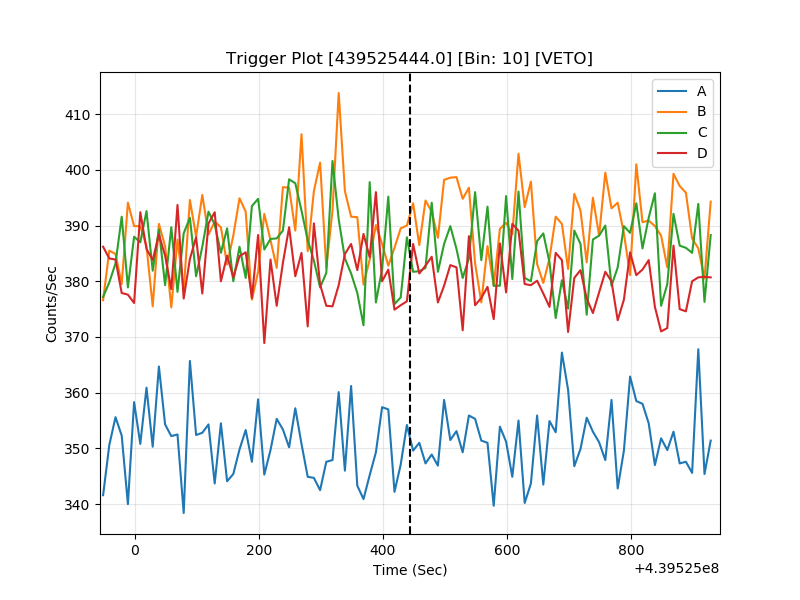 Trigger Plot [439525444.0] [Bin: 10] [VETO]
A
B
C
D
410
400
390
380
370
360
350
340
Counts/Sec
0
200
400
600
800
Time (Sec)
+4.39525e8